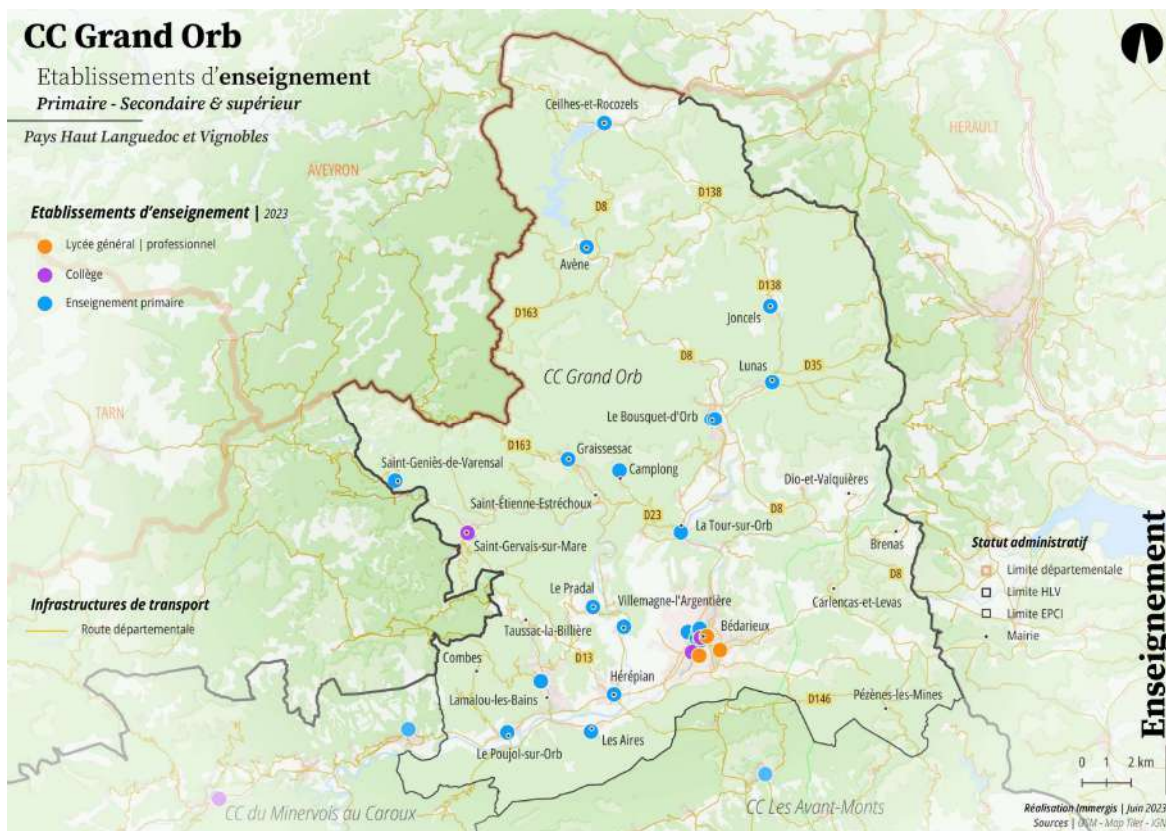 CC Grand Orb
Etablissements d'enseignement
Primaire - Secondaire & supérieur
Pays Haut Languedoc et Vignobles
Etablissements d'enseignement | 2023
Lycée général | professionnel
Collège
Enseignement primaire
AVEYRON
HERAULT
TARN
Ceilhes-et-Rocozels
D138
D8
Avène
D138
D163
Joncels
D8
Lunas
D35
CC Grand Orb
Le Bousquet-d'Orb
D163
Graissessac
Saint-Geniès-de-Varensal
Camplong
Dio-et-Valquières
Saint-Étienne-Estréchoux
D23
D8
La Tour-sur-Orb
Saint-Gervais-sur-Mare
Brenas
D8
Le Pradal
Villemagne-l'Argentière
Carlencas-et-Levas
Taussac-la-Billière
Bédarieux
D13
Combes
Hérépian
Lamalou-les-Bains
D146
Pézènes-les-Mines
Le Poujol-sur-Orb
Les Aires
CC du Minervois au Caroux
CC Les Avant-Monts
Infrastructures de transport
Route départementale
Statut administratif
Limite départementale
Limite HLV
Limite EPCI
Mairie
Enseignement
0 1 2 km
Réalisation Immergis | Juin 2023
Sources | OSM - Map Tiler - IGN